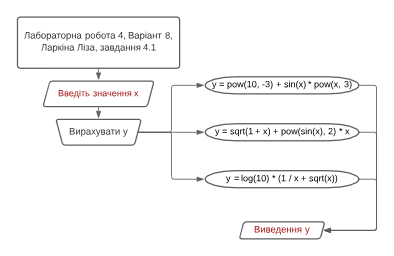 Лабораторна робота 4, Варіант 8,
Ларкіна Ліза, завдання 4.1
Введіть значення x
Вирахувати y
y = pow(10, -3) + sin(x) * pow(x, 3)
y = sqrt(1 + x) + pow(sin(x), 2) * x
y = log(10) * (1 / x + sqrt(x))
Виведення y